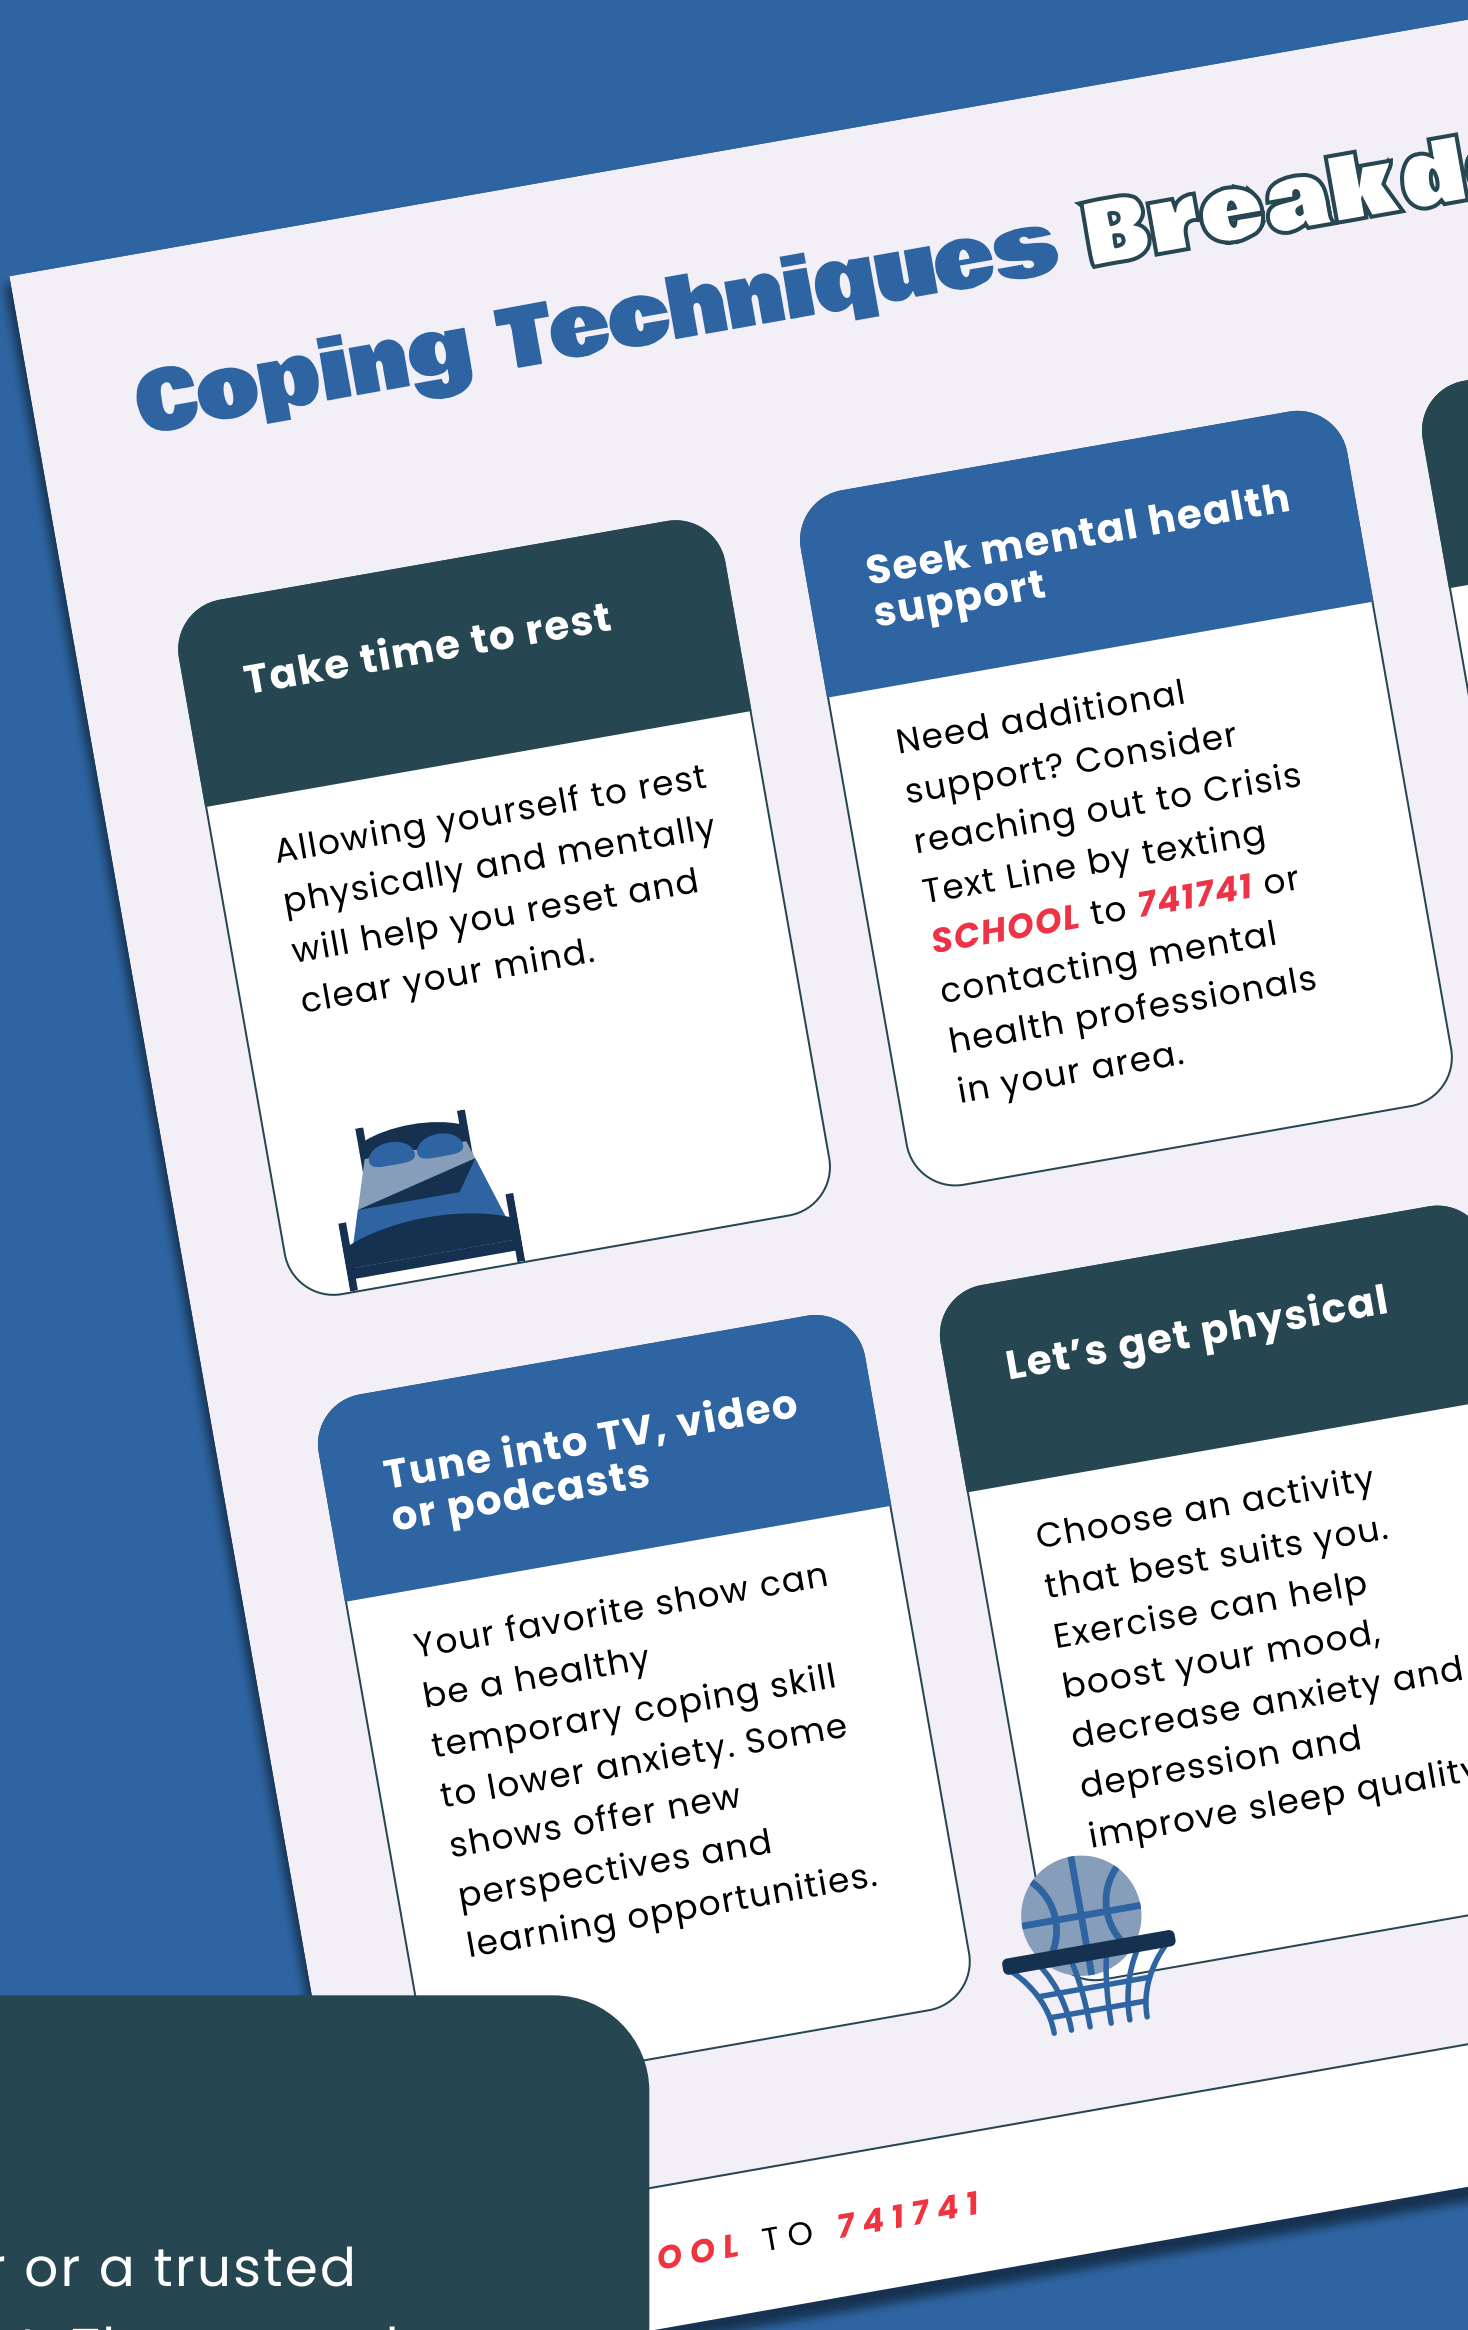 Coping Techniques
Take time to rest
Allowing yourself to rest
physically and mentally
will help you reset and
clear your mind.
Seek mental health
support
Need additional
support? Consider
reaching out to Crisis
Text Line by texting
SCHOOL to 741741 or
contacting mental
health professionals
in your area.
Tune into TV, video
or podcasts
Your favorite show can
be a healthy
temporary coping skill
to lower anxiety. Some
shows offer new
perspectives and
learning opportunities.
Let’s get physical
Choose an activity
that best suits you.
Exercise can help
boost your mood,
decrease anxiety and
depression and
improve sleep quality
OOL TO 741741
or a trusted